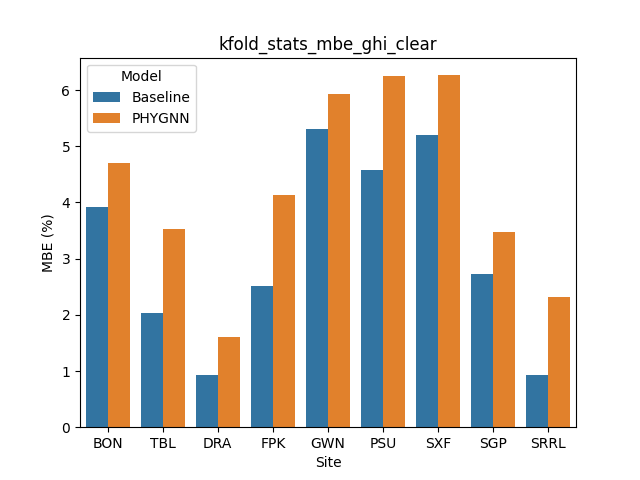 kfold_stats_mbe_ghi_clear
Model
Baseline
PHYGNN
MBE (%)
6
5
4
3
2
1
0
BON TBL DRA FPK GWN PSU SXF SGP SRRL
Site